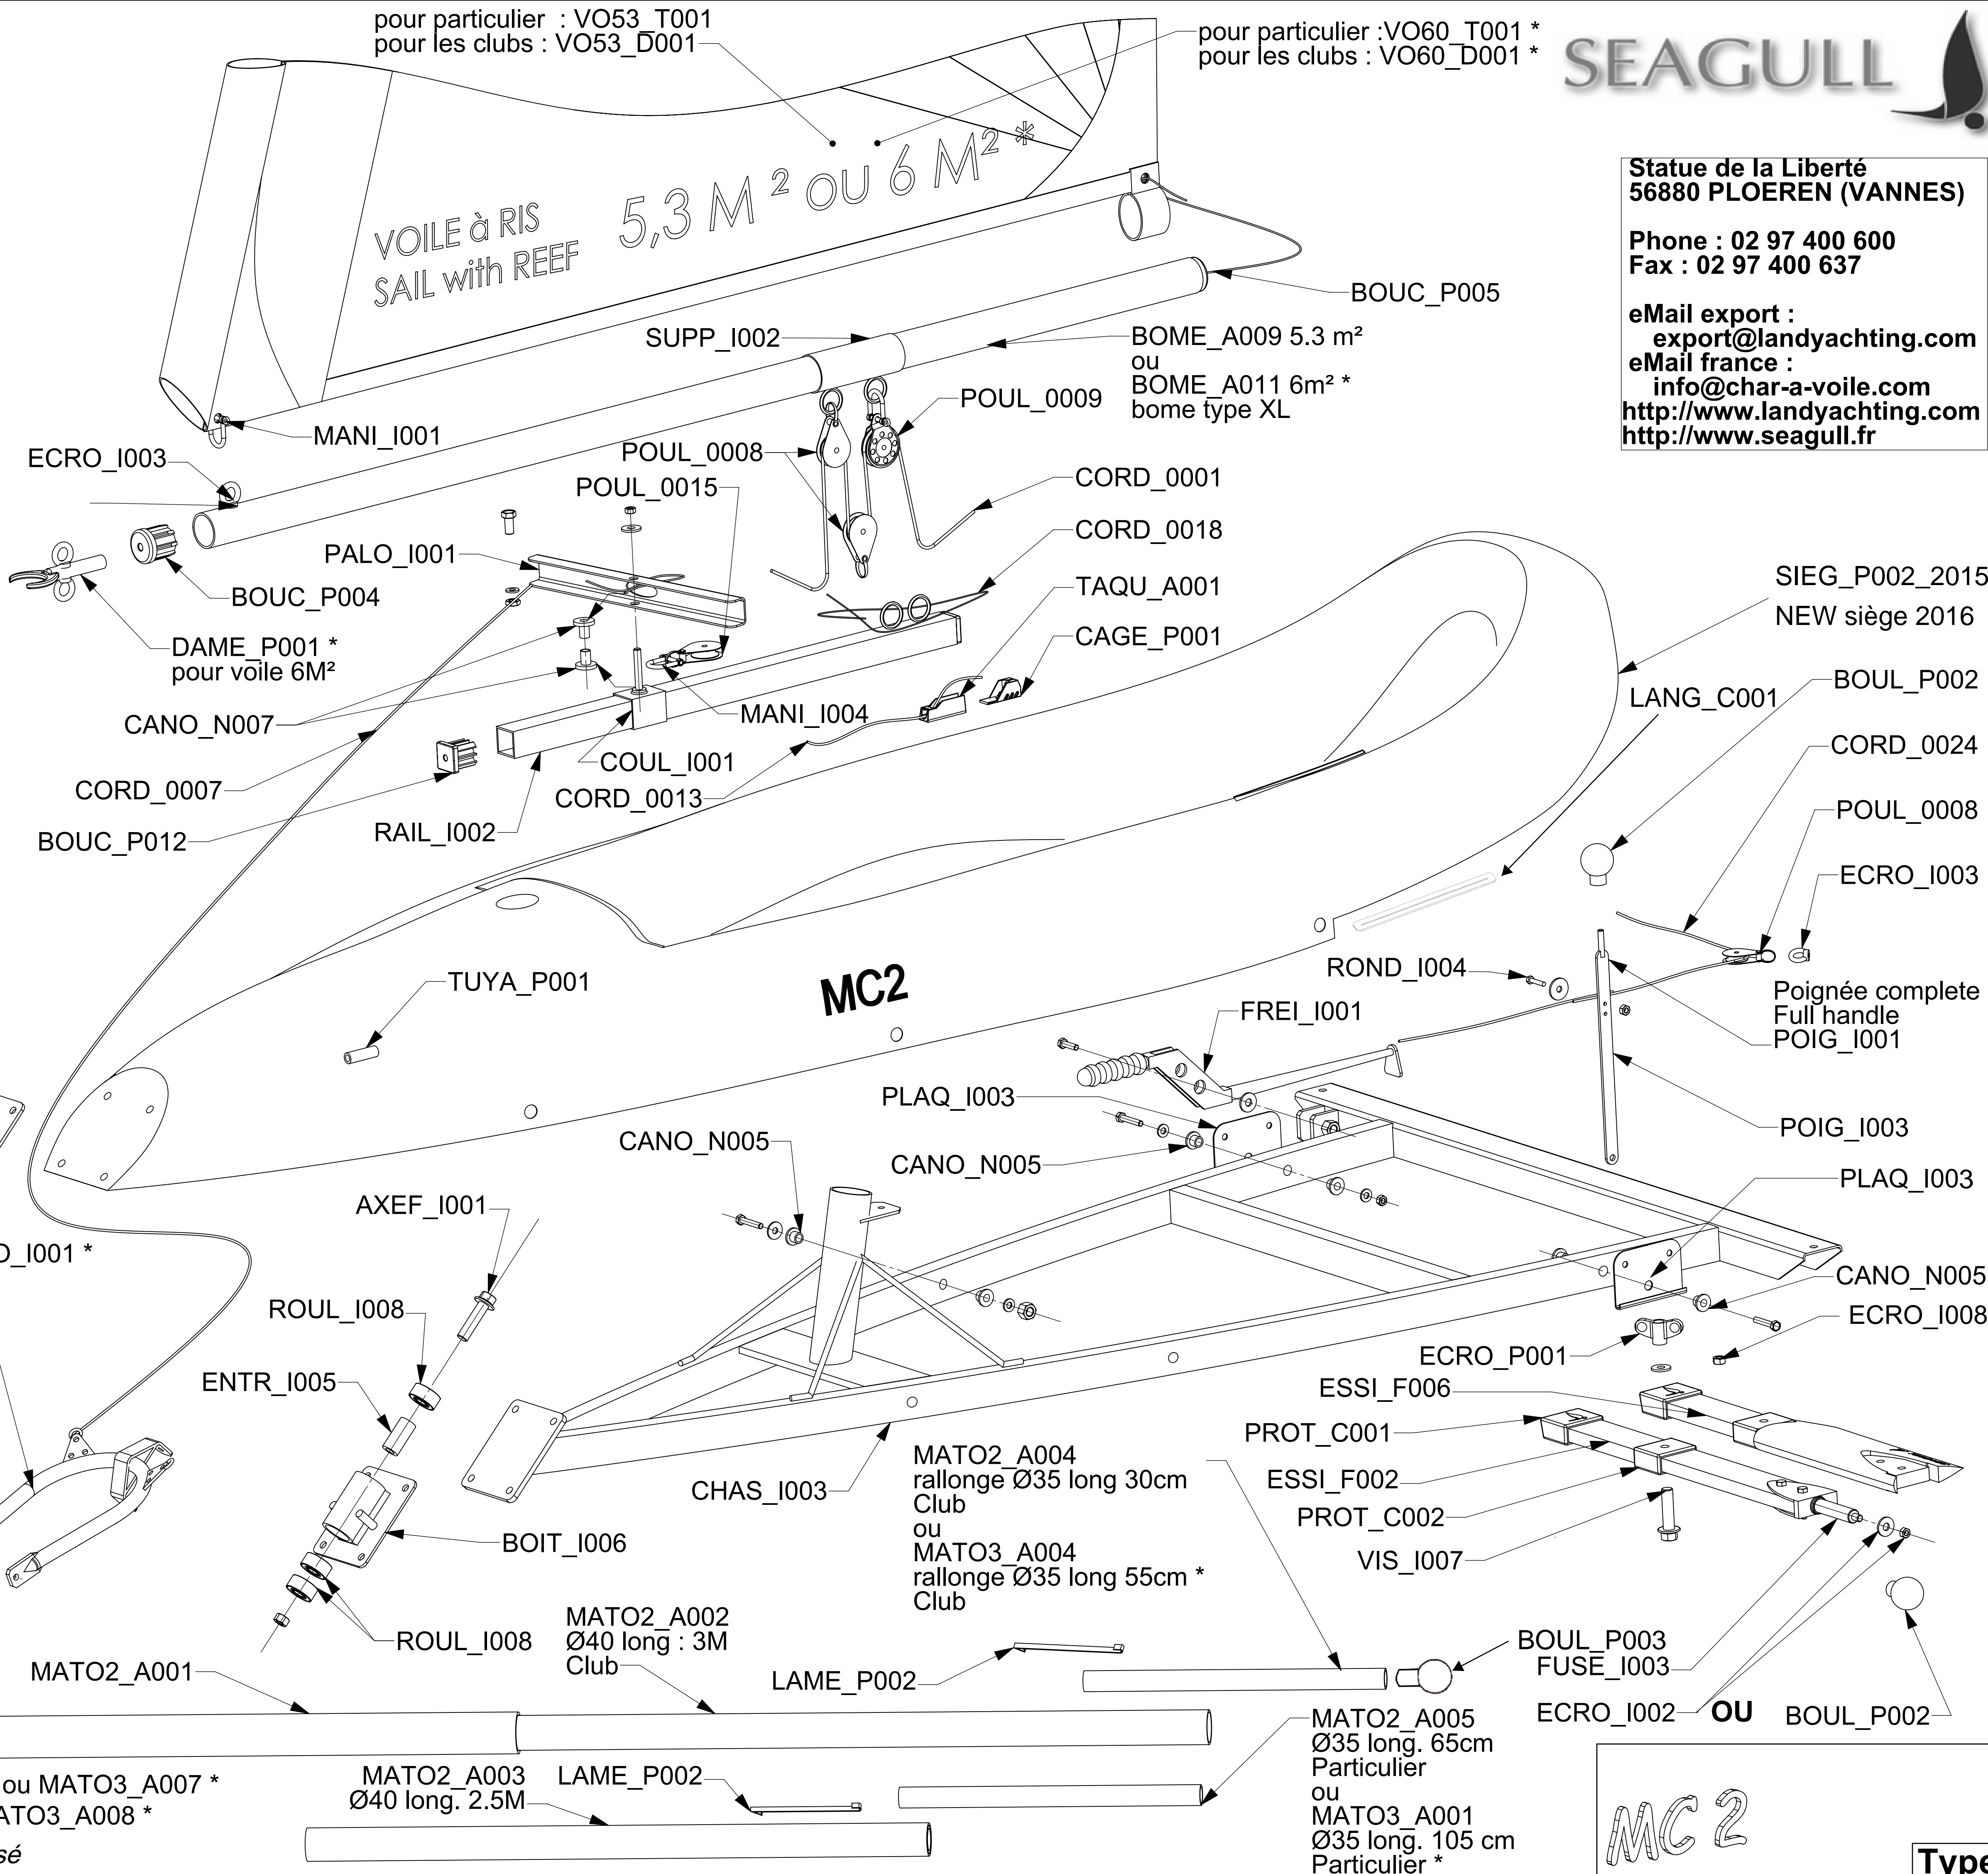 pour particulier : VO53_T001
pour les clubs : VO53_D001
pour particulier :VO60_T001 *
pour les clubs : VO60_D001 *
SEAGULL
Statue de la Liberté
56880 PLOEREN (VANNES)
Phone : 02 97 400 600
Fax : 02 97 400 637
eMail export :
export@landyachting.com
eMail france :
info@char-a-voile.com
http://www.landyachting.com
http://www.seagull.fr
VOILE à RIS
SAIL with REEF
5,3 M² OU 6 M² *
BOUC_P005
SUPP_I002
BOME_A009 5.3 m²
ou
BOME_A011 6m² *
bome type XL
POUL_0009
MANI_I001
ECRO_I003
POUL_0008
POUL_0015
CORD_0001
CORD_0018
PALO_I001
BOUC_P004
TAQU_A001
CAGE_P001
SIEG_P002_2015
NEW siège 2016
DAME_P001 *
pour voile 6M²
CANO_N007
MANI_I004
LANG_C001
BOUL_P002
COUL_I001
CORD_0024
CORD_0007
CORD_0013
RAIL_I002
BOUC_P012
POUL_0008
ECRO_I003
TUYA_P001
MC2
ROND_I004
FREI_I001
Poignée complete
Full handle
POIG_I001
PLAQ_I003
CANO_N005
CANO_N005
POIG_I003
PLAQ_I003
AXEF_I001
O_I001 *
CANO_N005
ECRO_I008
ROUL_I008
ENTR_I005
ECRO_P001
ESSI_F006
PROT_C001
ESSI_F002
PROT_C002
VIS_I007
CHAS_I003
MATO2_A004
rallonge Ø35 long 30cm
Club
ou
MATO3_A004
rallonge Ø35 long 55cm *
Club
BOIT_I006
ROUL_I008
MATO2_A002
Ø40 long : 3M
Club
MATO2_A001
LAME_P002
BOUL_P003
FUSE_I003
ECRO_I002
OU
BOUL_P002
MATO2_A005
Ø35 long. 65cm
Particulier
ou
MATO3_A001
Ø35 long. 105 cm
Particulier *
ou MATO3_A007 *
ATO3_A008 *
sé
MATO2_A003
Ø40 long. 2.5M
LAME_P002
MC 2
Type